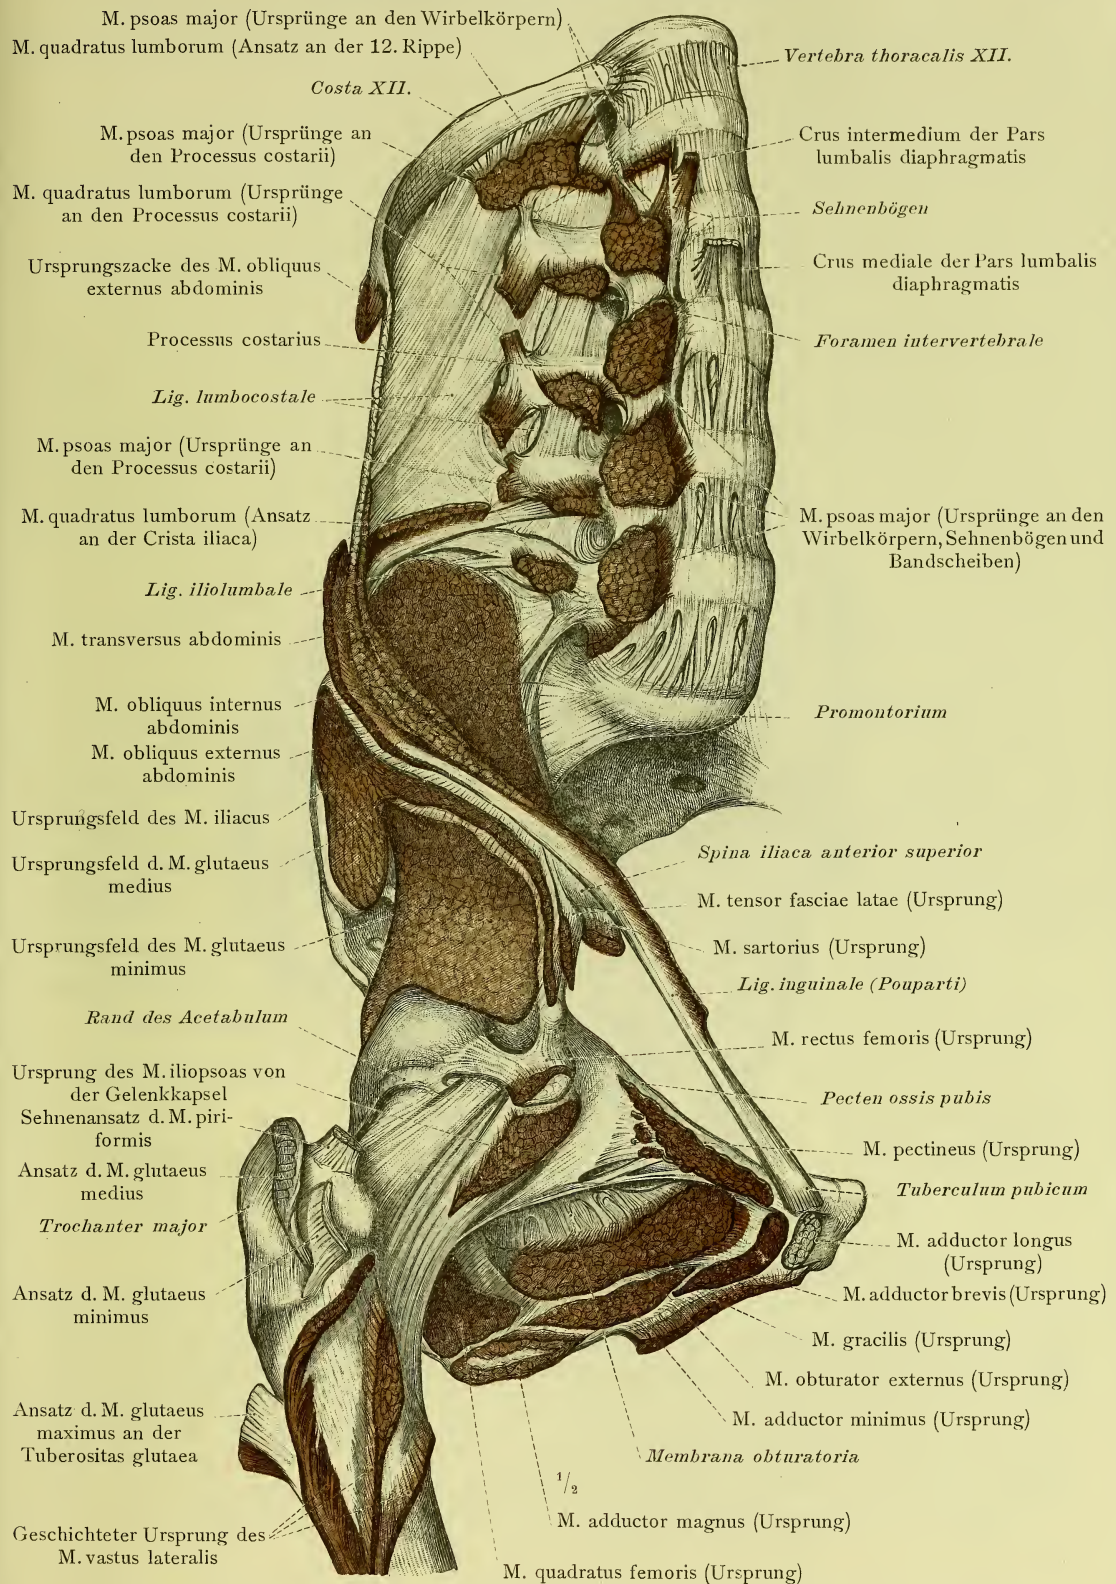 M. psoas major (Ursprünge an den Wirbelkörpern)
M. quadratus lumborum (Ansatz an der 12. Rippe)
Costa XII.
M. psoas major (Ursprünge an
den Processus costarii)
M. quadratus lumborum (Ursprünge
an den Processus costarii)
Ursprungszacke des M. obliquus
externus abdominis
Processus costarius
Lig. lumbocostale
M. psoas major (Ursprünge an
den Processus costarii)
M. quadratus lumborum (Ansatz
an der Crista iliaca)
Lig. iliolumbale
M. transversus abdominis
M. obliquus internus
abdominis
M. obliquus externus
abdominis
Ursprungsfeld des M. iliacus
Ursprungsfeld d. M. glutaeus
medius
Ursprungsfeld des M. glutaeus
minimus
Rand des Acetabulum
Ursprung des M. iliopsoas von
der Gelenkkapsel
Sehnenansatz d. M. piri-
formis
Ansatz d. M. glutaeus
medius
Trochanter major
Ansatz d. M. glutaeus
minimus
Ansatz d. M. glutaeus
maximus an der
Tuberositas glutaea
Geschichteter Ursprung des
M. vastus lateralis
Vertebra thoracalis XII.
Crus intermedium der Pars
lumbalis diaphragmatis
Sehnenbögen
Crus mediale der Pars lumbalis
diaphragmatis
Foramen intervertebrale
M. psoas major (Ursprünge an den
Wirbelkörpern, Sehnenbögen und
Bandscheiben)
Promontorium
Spina iliaca anterior superior
M. tensor fasciae latae (Ursprung)
M. sartorius (Ursprung)
Lig. inguinale (Pouparti)
M. rectus femoris (Ursprung)
Pecten ossis pubis
M. pectineus (Ursprung)
Tuberculum pubicum
M. adductor longus
(Ursprung)
M. adductor brevis (Ursprung)
M. gracilis (Ursprung)
M. obturator externus (Ursprung)
M. adductor minimus (Ursprung)
Membrana obturatoria
1/2
M. adductor magnus (Ursprung)
M. quadratus femoris (Ursprung)